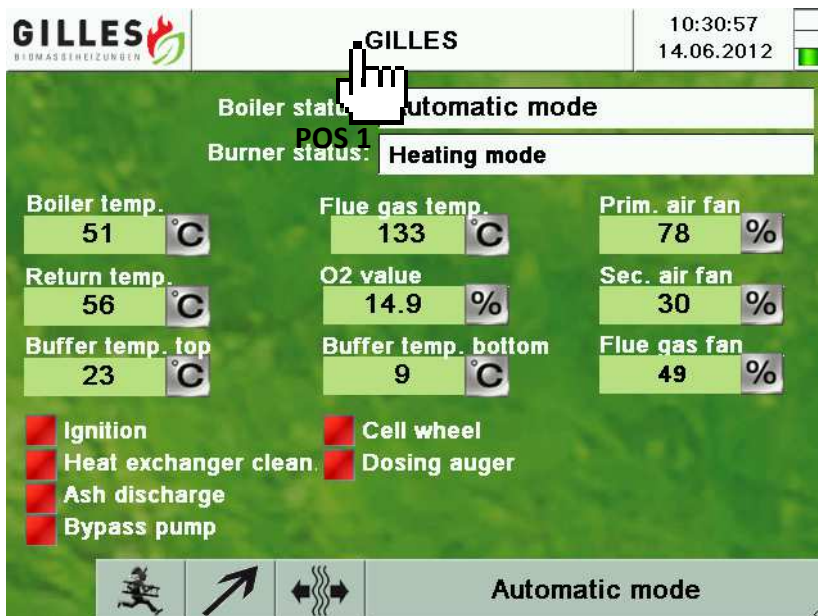 GILLES
BIOMASSEHEIZUNGEN
GILLES
10:30:57
14.06.2012
Boiler status: Automatic mode
POS 1
Burner status: Heating mode
Boiler temp. Flue gas temp. Prim. air fan
51 °C 133 °C 78 %
Return temp. O2 value Sec. air fan
56 °C 14.9 % 30 %
Buffer temp. top Buffer temp. bottom Flue gas fan
23 °C 9 °C 49 %
Ignition Cell wheel
Heat exchanger clean. Dosing auger
Ash discharge
Bypass pump
Automatic mode